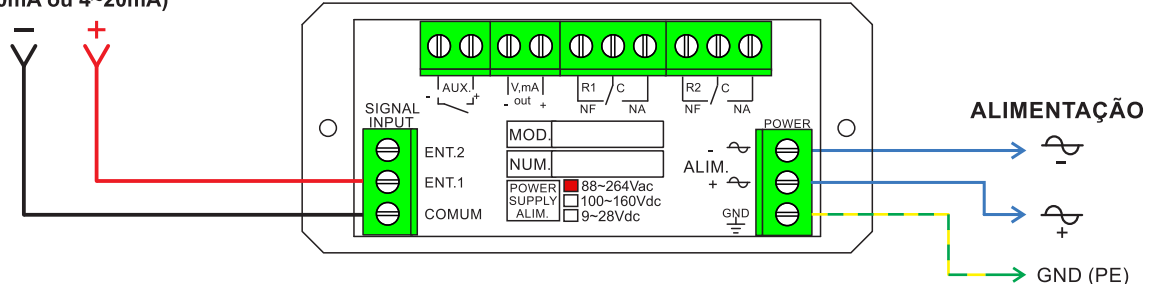 0mA ou 4~20mA)
- +
AUX.
- +
V,mA
out
- +
R1 C
NF NA
R2 C
NF NA
SIGNAL
INPUT
ENT.2
ENT.1
COMUM
MOD.
NUM.
POWER
SUPPLY
ALIM.
88~264Vac
100~160Vdc
9~28Vdc
POWER
-
ALIM.
+
GND
ALIMENTAÇÃO
-
+
GND (PE)